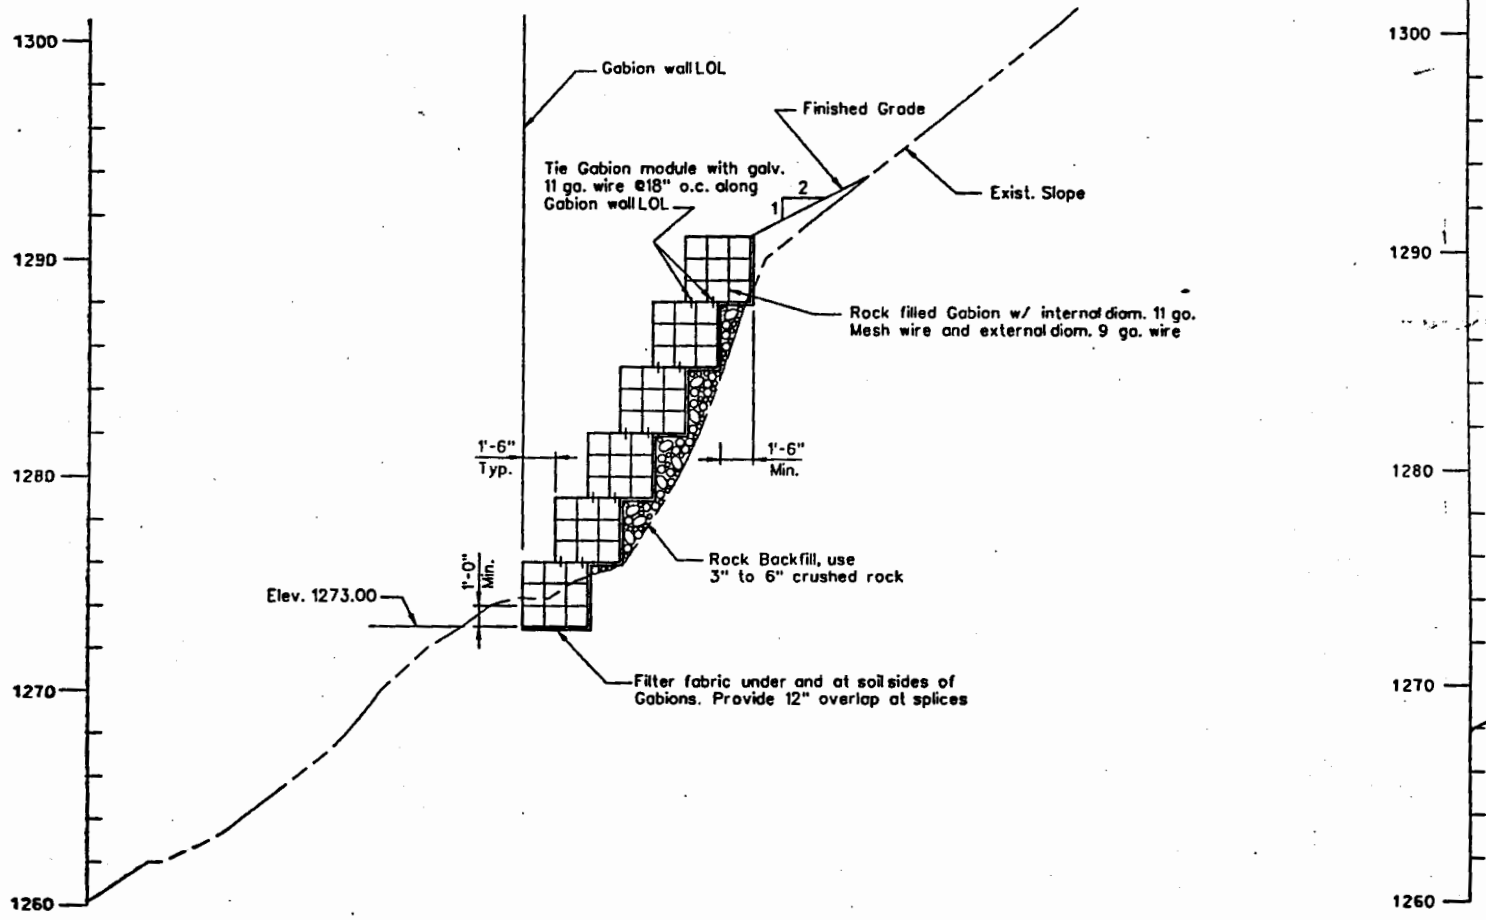 1300
1300
Gabion wall LOL
Finished Grade
Tie Gabion module with galv.
11 ga. wire @18" o.c. along
Gabion wall LOL
2
1
Exist. Slope
1290
1290
Rock filled Gabion w/ internal diam. 11 ga.
Mesh wire and external diam. 9 ga. wire
1'-6"
Typ.
1'-6"
Min.
1280
1280
1'-0"
Min.
Rock Backfill, use
3" to 6" crushed rock
Elev. 1273.00
Filter fabric under and at soil sides of
Gabions. Provide 12" overlap at splices
1270
1270
1260
1260